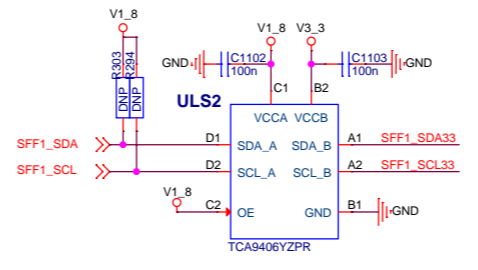 V1_8
V1_8
V3_3
R303
R294
DNP
DNP
GND
C1102
100n
C1103
100n
GND
C1
B2
ULS2
VCCA
VCCB
SFF1_SDA
D1
SDA_A
SDA_B
A1
SFF1_SDA33
SFF1_SCL
D2
SCL_A
SCL_B
A2
SFF1_SCL33
V1_8
C2
OE
GND
B1
GND
TCA9406YZPR